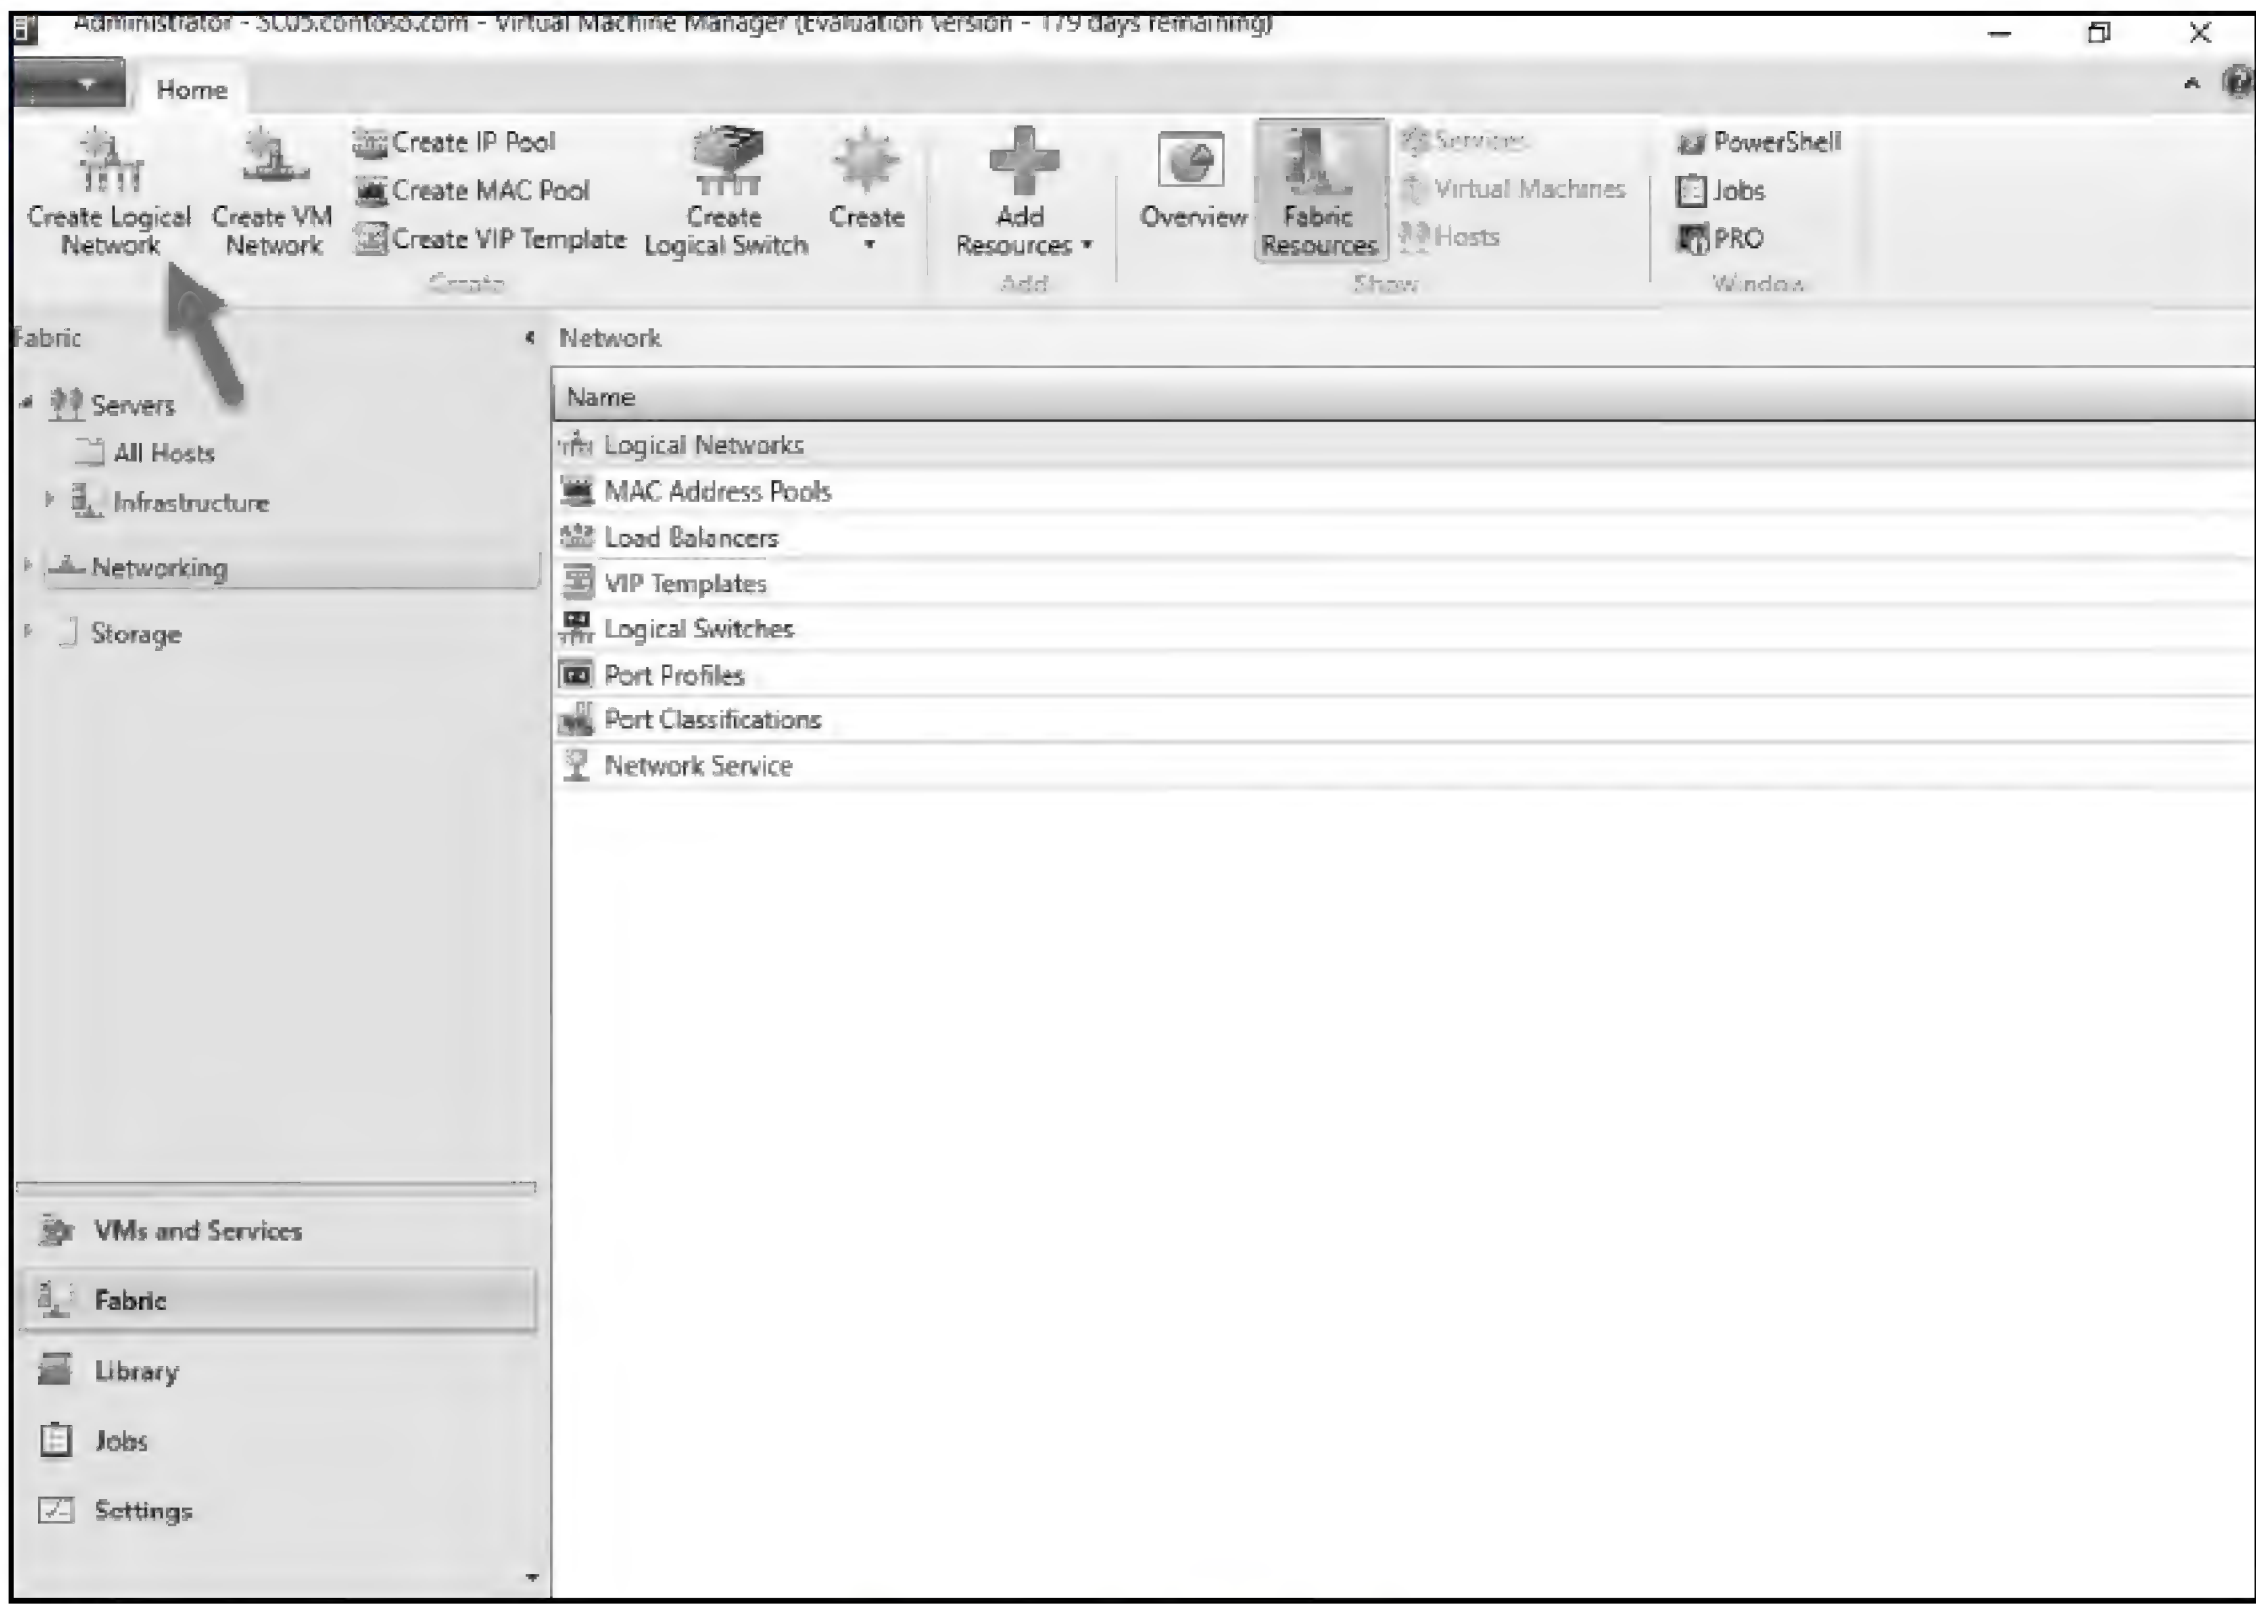 Administrator - SC05.contoso.com - Virtual Machine Manager (Evaluation version - 179 days remaining)
Home
Create Logical Network
Create VM Network
Create IP Pool
Create MAC Pool
Create VIP Template
Create Logical Switch
Create
Add Resources
Overview
Fabric Resources
Services
Virtual Machines
Hosts
PowerShell
Jobs
PRO
Create
Add
Show
Window
Fabric
Servers
All Hosts
Infrastructure
Networking
Storage
Network
Name
Logical Networks
MAC Address Pools
Load Balancers
VIP Templates
Logical Switches
Port Profiles
Port Classifications
Network Service
VMs and Services
Fabric
Library
Jobs
Settings